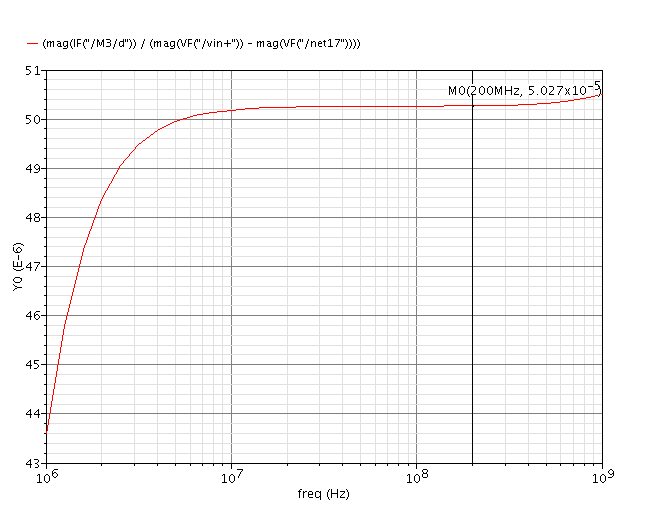 — (mag(IF("/M3/d")) / (mag(VF("/vin+")) - mag(VF("/net17"))))
51
M0(200MHz, 5.027x10⁻⁵)
50
49
48
47
46
45
44
43
Y0 (E-6)
10⁶ 10⁷ 10⁸ 10⁹
freq (Hz)